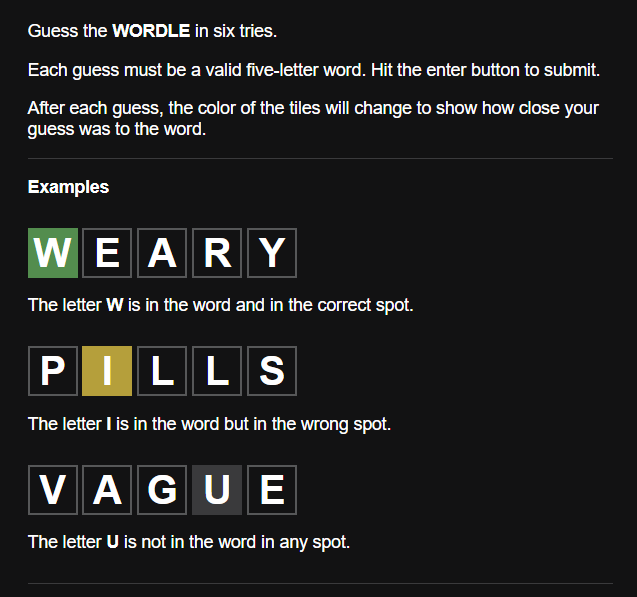 Guess the WORDLE in six tries.
Each guess must be a valid five-letter word. Hit the enter button to submit.
After each guess, the color of the tiles will change to show how close your
guess was to the word.
Examples
W E A R Y
The letter W is in the word and in the correct spot.
P I L L S
The letter I is in the word but in the wrong spot.
V A G U E
The letter U is not in the word in any spot.